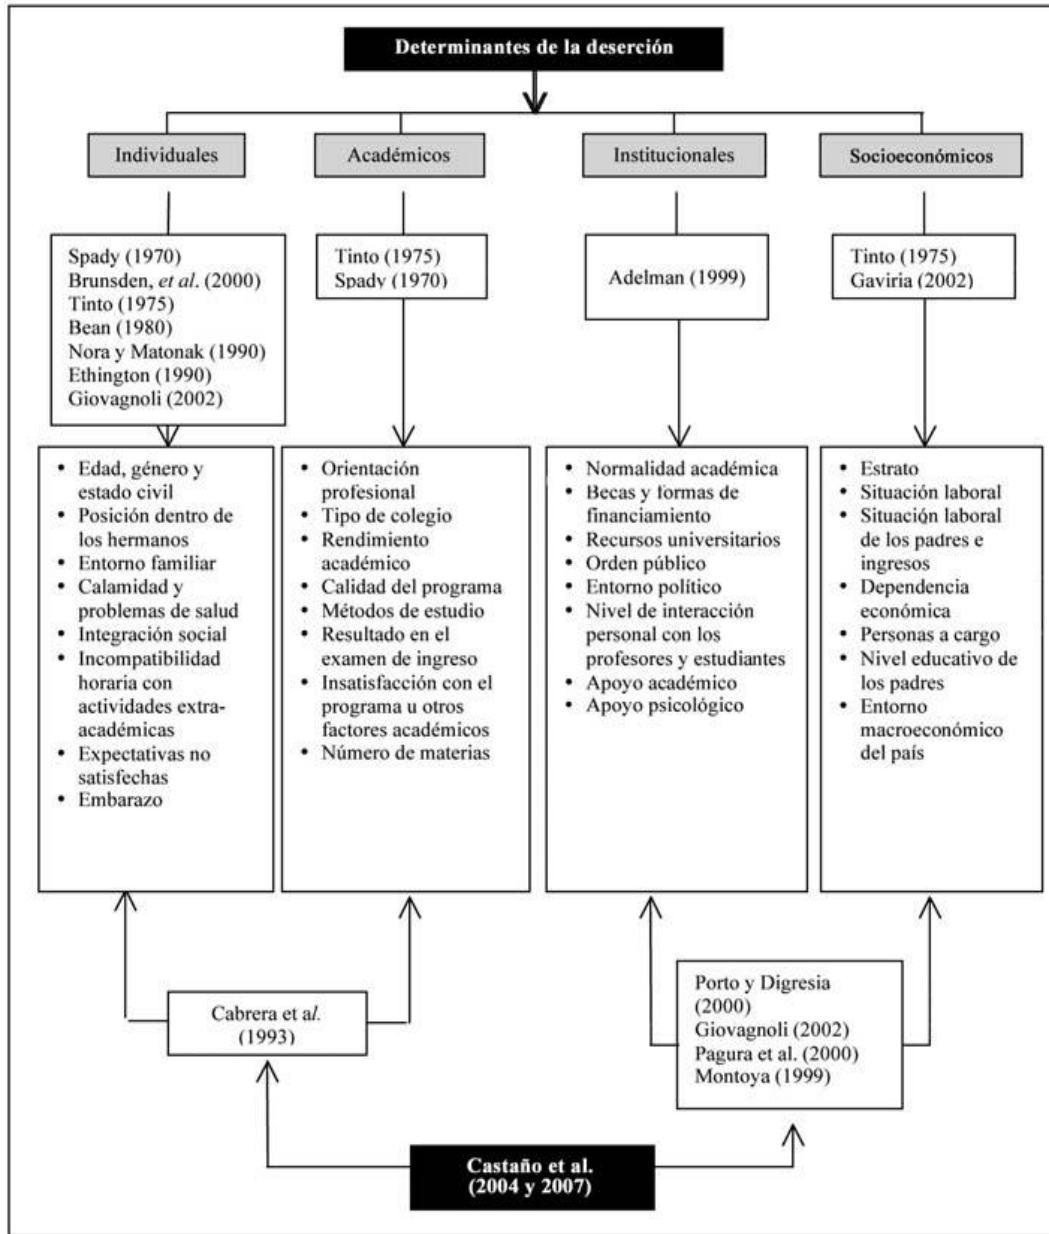 Determinantes de la deserción
Individuales
Académicos
Institucionales
Socioeconómicos
Spady (1970)
Brunsden, et al. (2000)
Tinto (1975)
Bean (1980)
Nora y Matonak (1990)
Ethington (1990)
Giovagnoli (2002)
Tinto (1975)
Spady (1970)
Adelman (1999)
Tinto (1975)
Gaviria (2002)
• Edad, género y
estado civil
• Posición dentro de
los hermanos
• Entorno familiar
• Calamidad y
problemas de salud
• Integración social
• Incompatibilidad
horaria con
actividades extra-
académicas
• Expectativas no
satisfechas
• Embarazo
• Orientación
profesional
• Tipo de colegio
• Rendimiento
académico
• Calidad del programa
• Métodos de estudio
• Resultado en el
examen de ingreso
• Insatisfacción con el
programa u otros
factores académicos
• Número de materias
• Normalidad académica
• Becas y formas de
financiamiento
• Recursos universitarios
• Orden público
• Entorno político
• Nivel de interacción
personal con los
profesores y estudiantes
• Apoyo académico
• Apoyo psicológico
• Estrato
• Situación laboral
• Situación laboral
de los padres e
ingresos
• Dependencia
económica
• Personas a cargo
• Nivel educativo de
los padres
• Entorno
macroeconómico
del país
Cabrera et al.
(1993)
Porto y Digresia
(2000)
Giovagnoli (2002)
Pagura et al. (2000)
Montoya (1999)
Castaño et al.
(2004 y 2007)